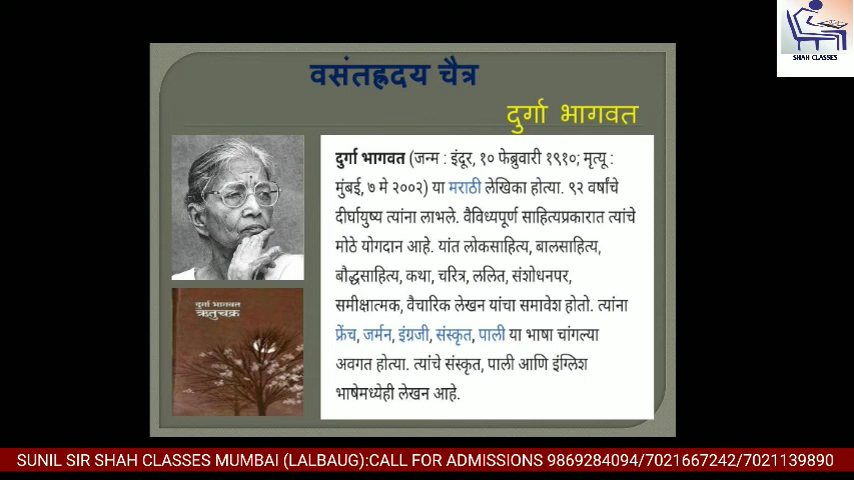 SHAH CLASSES
वसंतहृदय चैत्र
दुर्गा भागवत
दुर्गा भागवत (जन्म : इंदूर, १० फेब्रुवारी १९१०; मृत्यू :
मुंबई, ७ मे २००२) या मराठी लेखिका होत्या. ९२ वर्षांचे
दीर्घायुष्य त्यांना लाभले. वैविध्यपूर्ण साहित्यप्रकारात त्यांचे
मोठे योगदान आहे. यांत लोकसाहित्य, बालसाहित्य,
बौद्धसाहित्य, कथा, चरित्र, ललित, संशोधनपर,
समीक्षात्मक, वैचारिक लेखन यांचा समावेश होतो. त्यांना
फ्रेंच, जर्मन, इंग्रजी, संस्कृत, पाली या भाषा चांगल्या
अवगत होत्या. त्यांचे संस्कृत, पाली आणि इंग्लिश
भाषेमध्येही लेखन आहे.
दुर्गा भागवत
ऋतुचक्र
SUNIL SIR SHAH CLASSES MUMBAI (LALBAUG):CALL FOR ADMISSIONS 9869284094/7021667242/7021139890